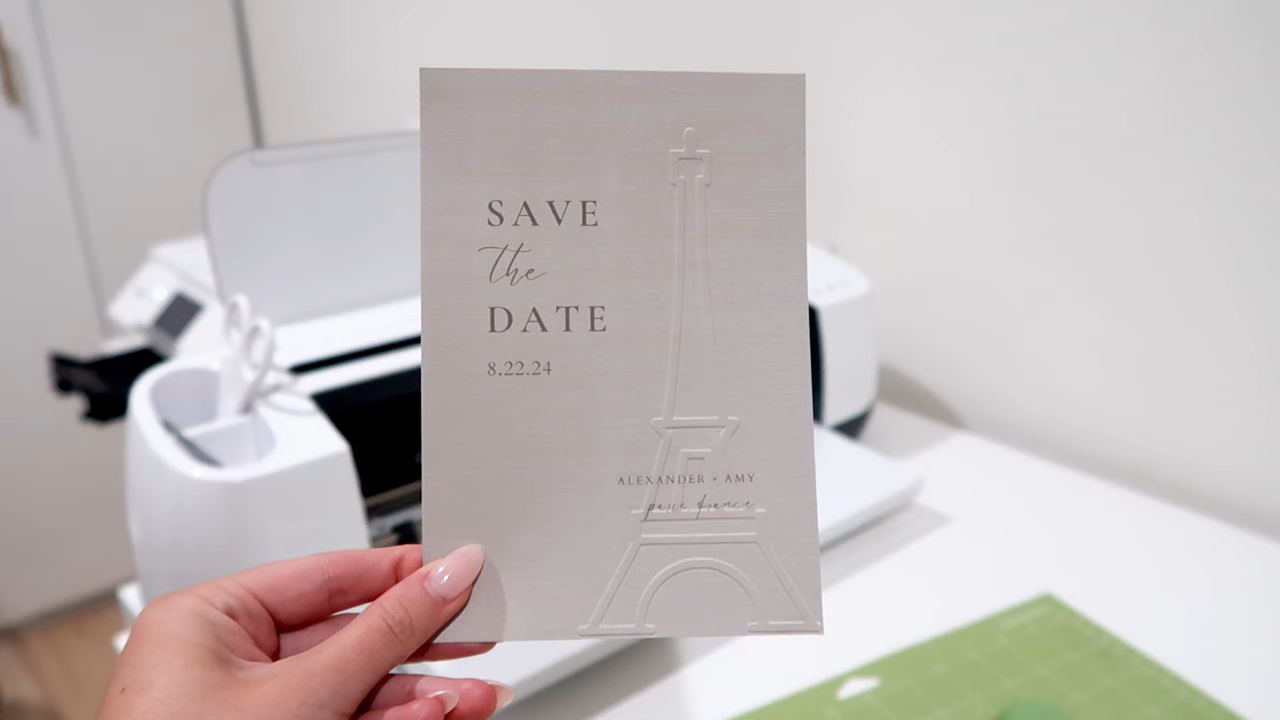 SAVE
the
DATE
8.22.24
ALEXANDER + AMY
paris france